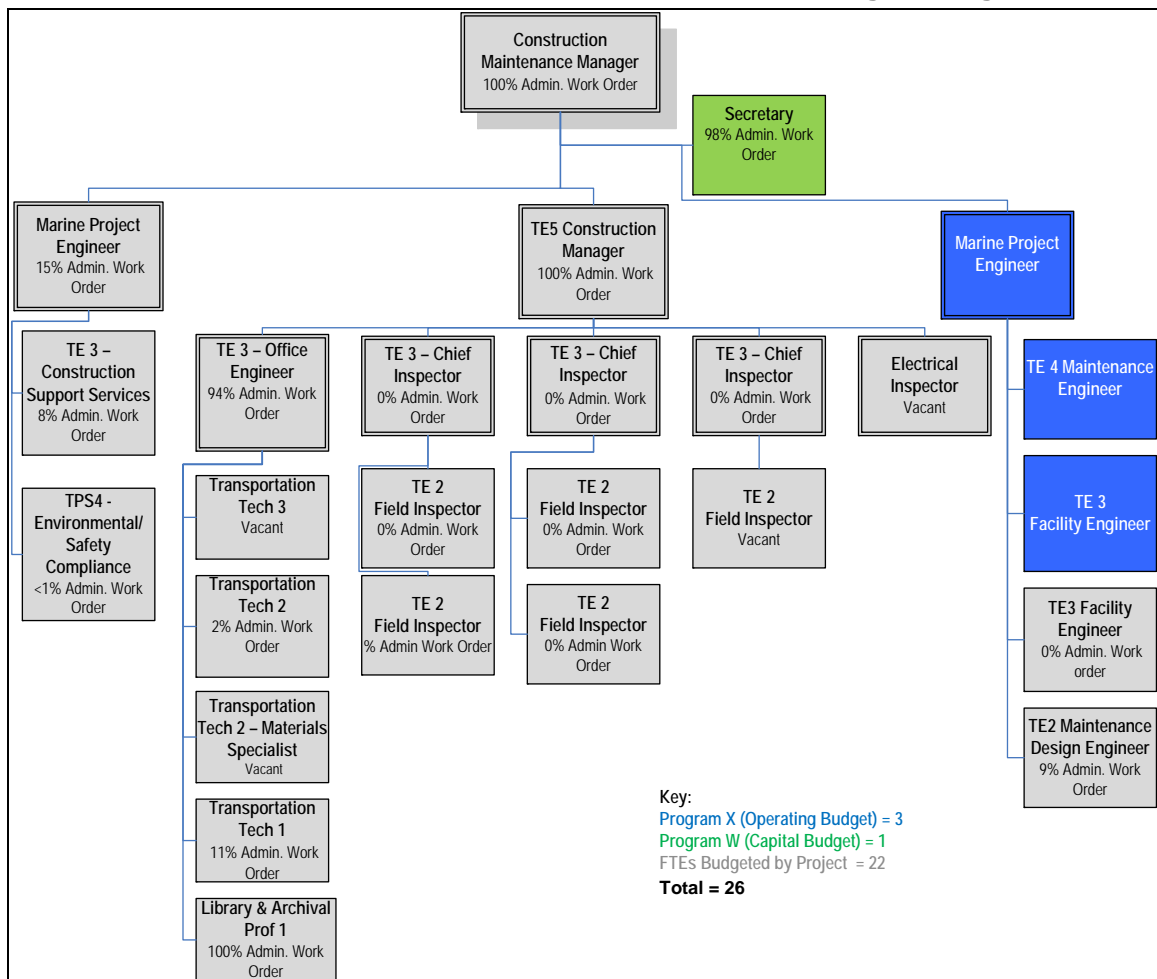 Construction
Maintenance Manager
100% Admin. Work Order
Secretary
98% Admin. Work
Order
Marine Project
Engineer
15% Admin. Work
Order
TE5 Construction
Manager
100% Admin. Work
Order
Marine Project
Engineer
TE 3 –
Construction
Support Services
8% Admin. Work
Order
TPS4 -
Environmental/
Safety
Compliance
<1% Admin. Work
Order
TE 3 – Office
Engineer
94% Admin. Work
Order
TE 3 – Chief
Inspector
0% Admin. Work
Order
TE 3 – Chief
Inspector
0% Admin. Work
Order
TE 3 – Chief
Inspector
0% Admin. Work
Order
Electrical
Inspector
Vacant
Transportation
Tech 3
Vacant
Transportation
Tech 2
2% Admin. Work
Order
Transportation
Tech 2 – Materials
Specialist
Vacant
Transportation
Tech 1
11% Admin. Work
Order
Library & Archival
Prof 1
100% Admin. Work
Order
TE 2
Field Inspector
0% Admin. Work
Order
TE 2
Field Inspector
% Admin Work Order
TE 2
Field Inspector
0% Admin. Work
Order
TE 2
Field Inspector
0% Admin Work
Order
TE 2
Field Inspector
Vacant
TE 4 Maintenance
Engineer
TE 3
Facility Engineer
TE3 Facility
Engineer
0% Admin. Work
order
TE2 Maintenance
Design Engineer
9% Admin. Work
Order
Key:
Program X (Operating Budget) = 3
Program W (Capital Budget) = 1
FTEs Budgeted by Project = 22
Total = 26